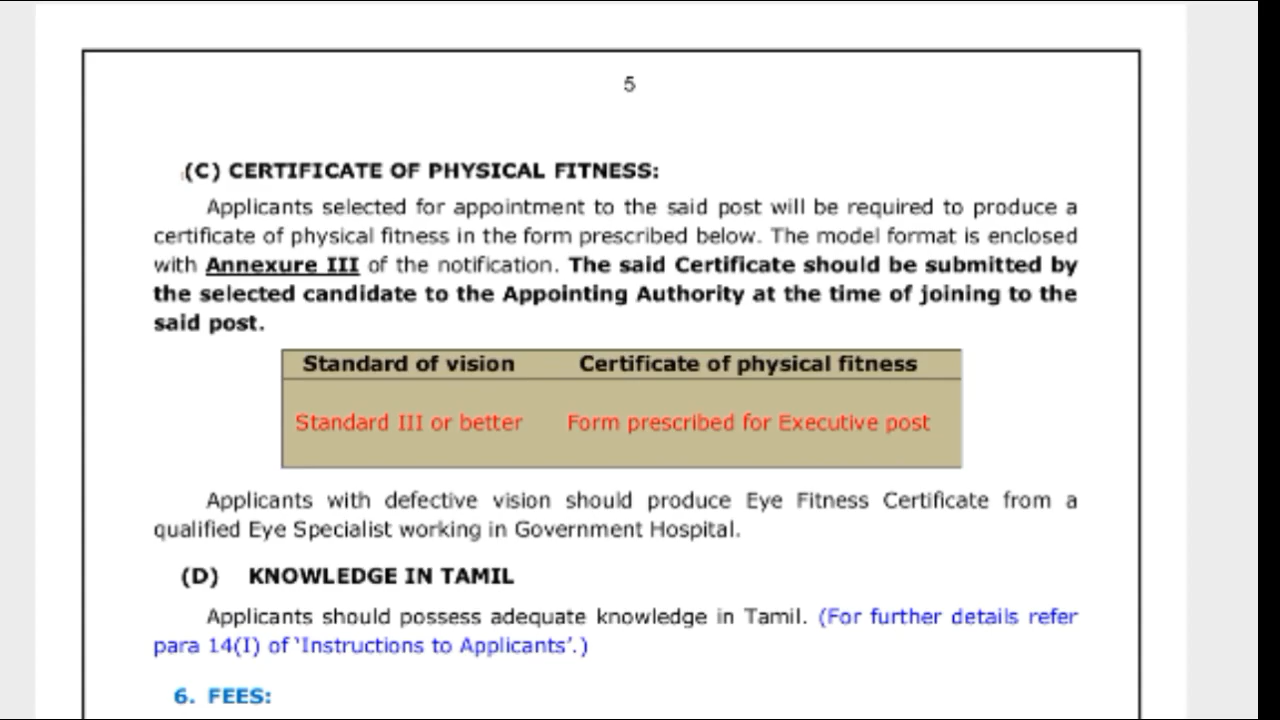 5
(C) CERTIFICATE OF PHYSICAL FITNESS:
Applicants selected for appointment to the said post will be required to produce a
certificate of physical fitness in the form prescribed below. The model format is enclosed
with Annexure III of the notification. The said Certificate should be submitted by
the selected candidate to the Appointing Authority at the time of joining to the
said post.
Standard of vision Certificate of physical fitness
Standard III or better Form prescribed for Executive post
Applicants with defective vision should produce Eye Fitness Certificate from a
qualified Eye Specialist working in Government Hospital.
(D) KNOWLEDGE IN TAMIL
Applicants should possess adequate knowledge in Tamil. (For further details refer
para 14(I) of ‘Instructions to Applicants’.)
6. FEES: